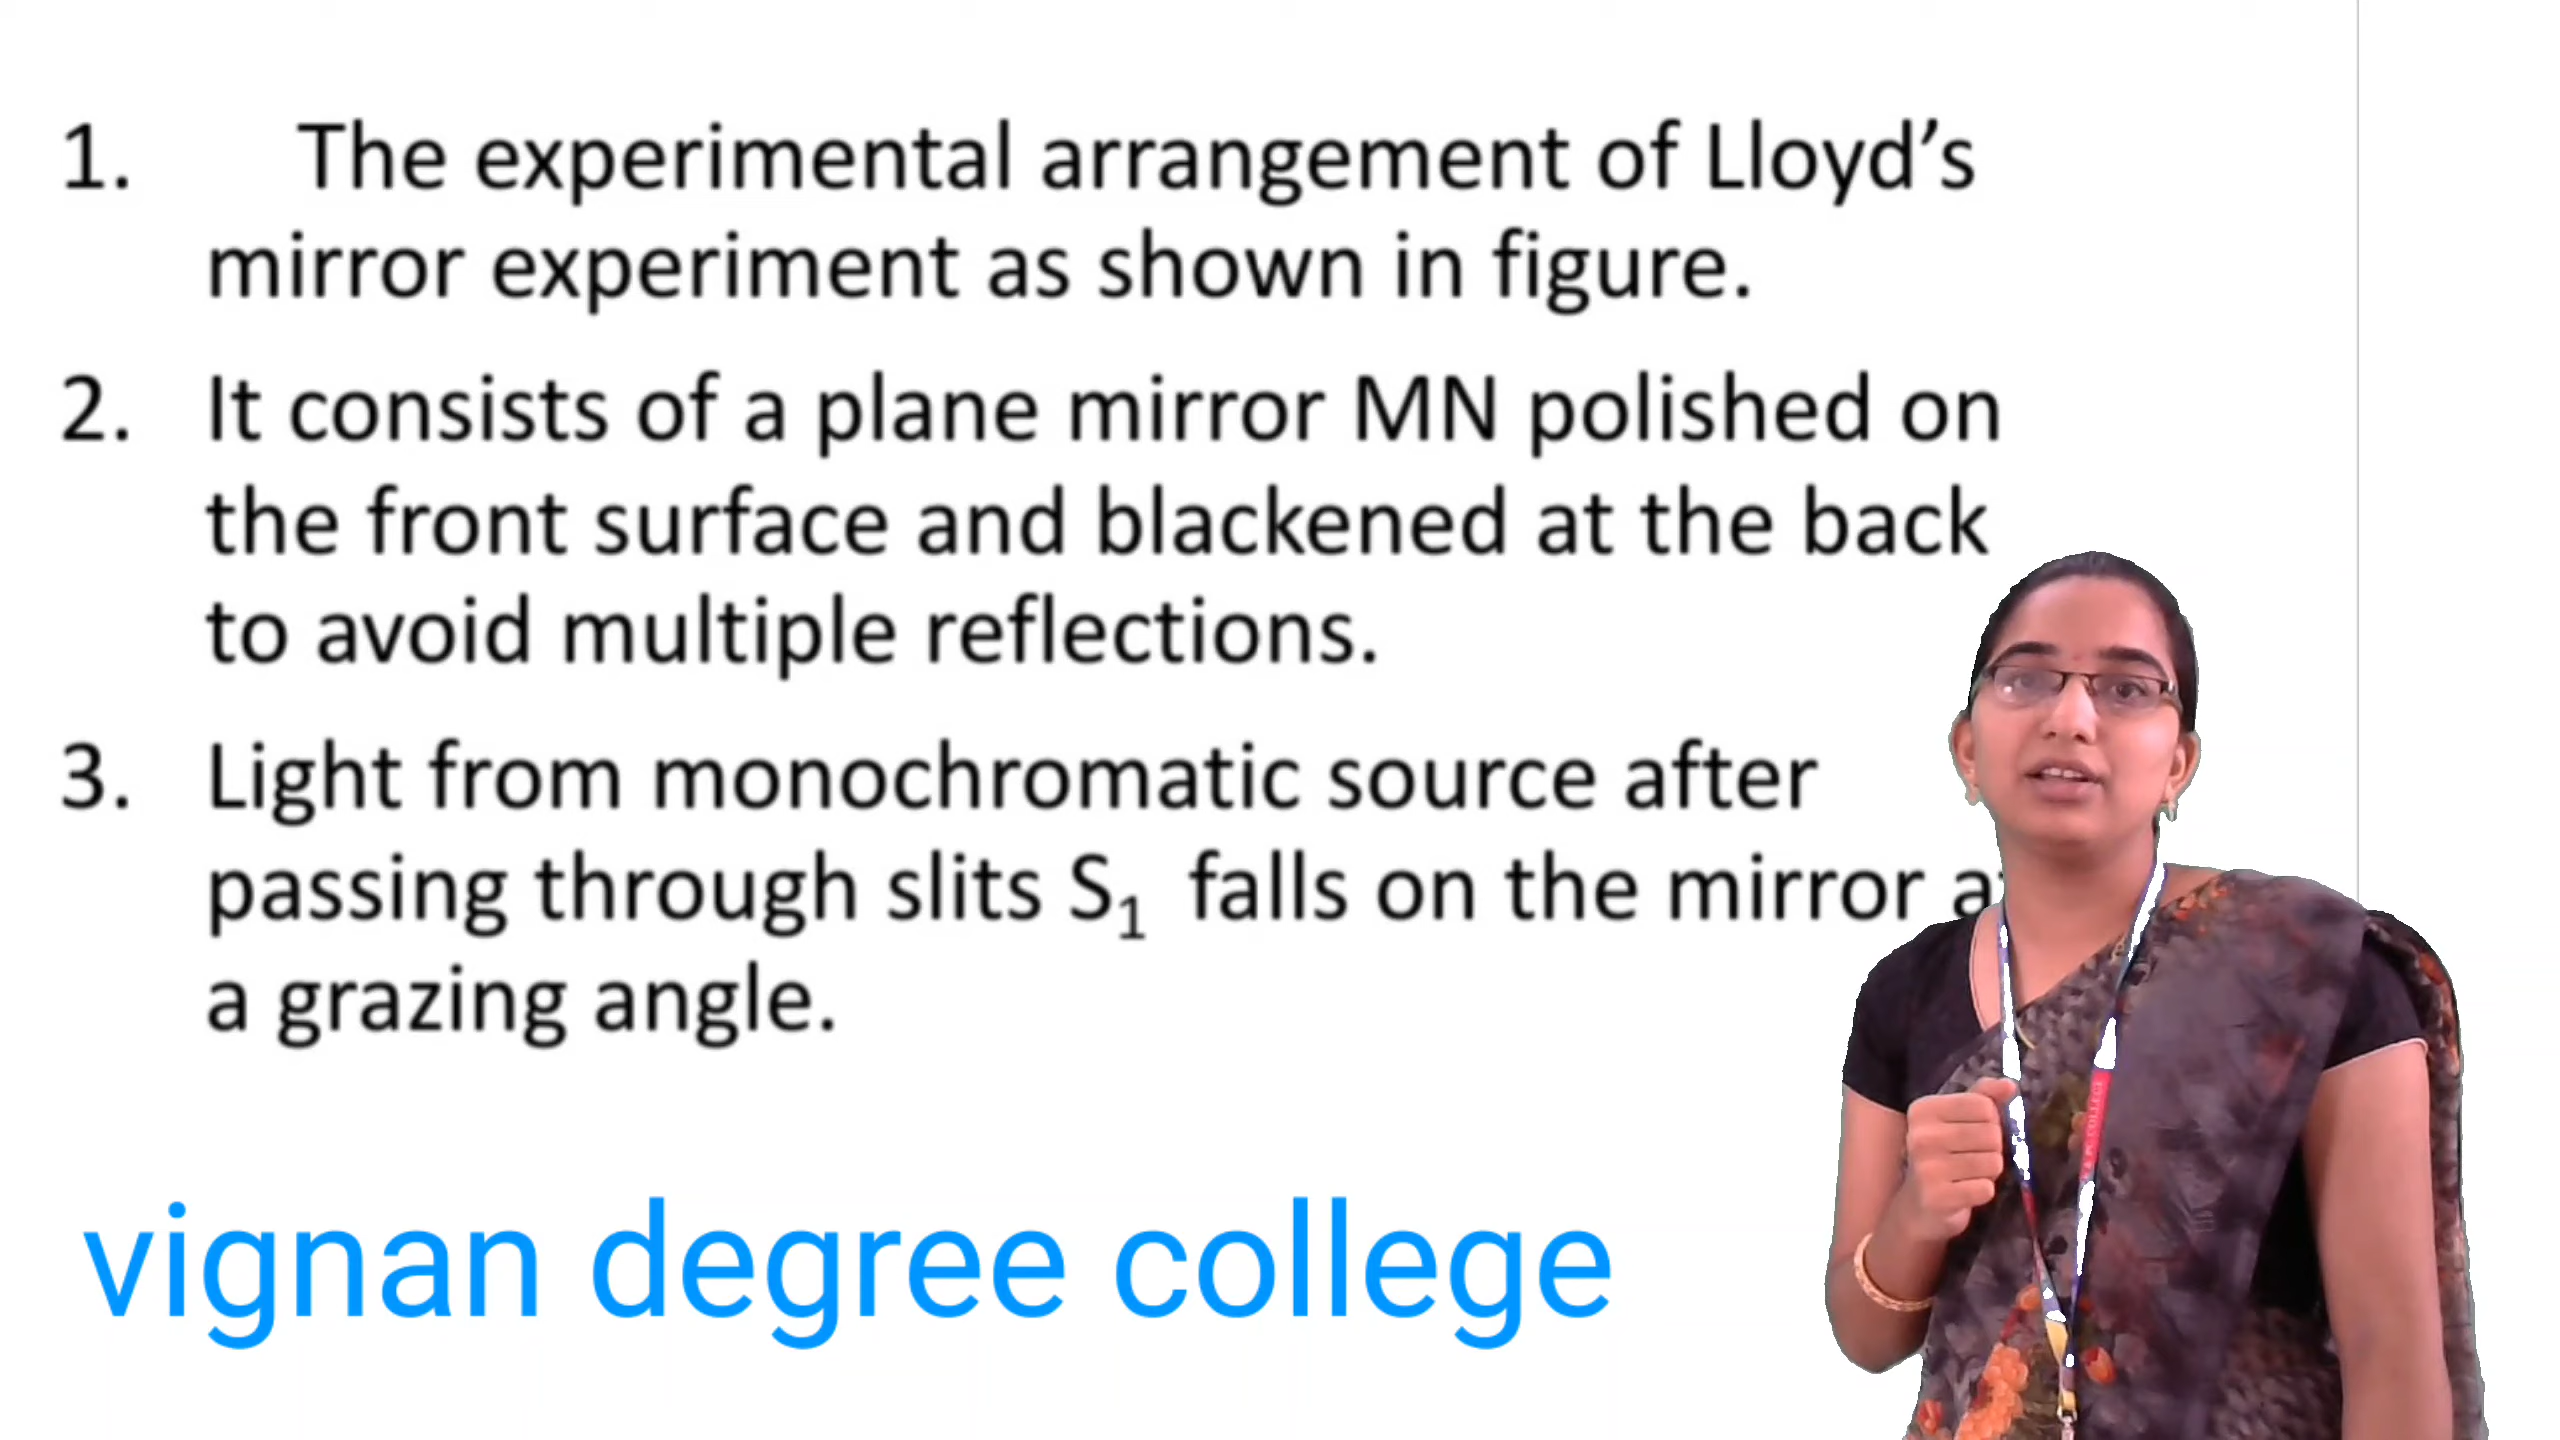 1. The experimental arrangement of Lloyd’s
mirror experiment as shown in figure.
2. It consists of a plane mirror MN polished on
the front surface and blackened at the back
to avoid multiple reflections.
3. Light from monochromatic source after
passing through slits S₁ falls on the mirror
a grazing angle.
COLLEGE
vignan degree college